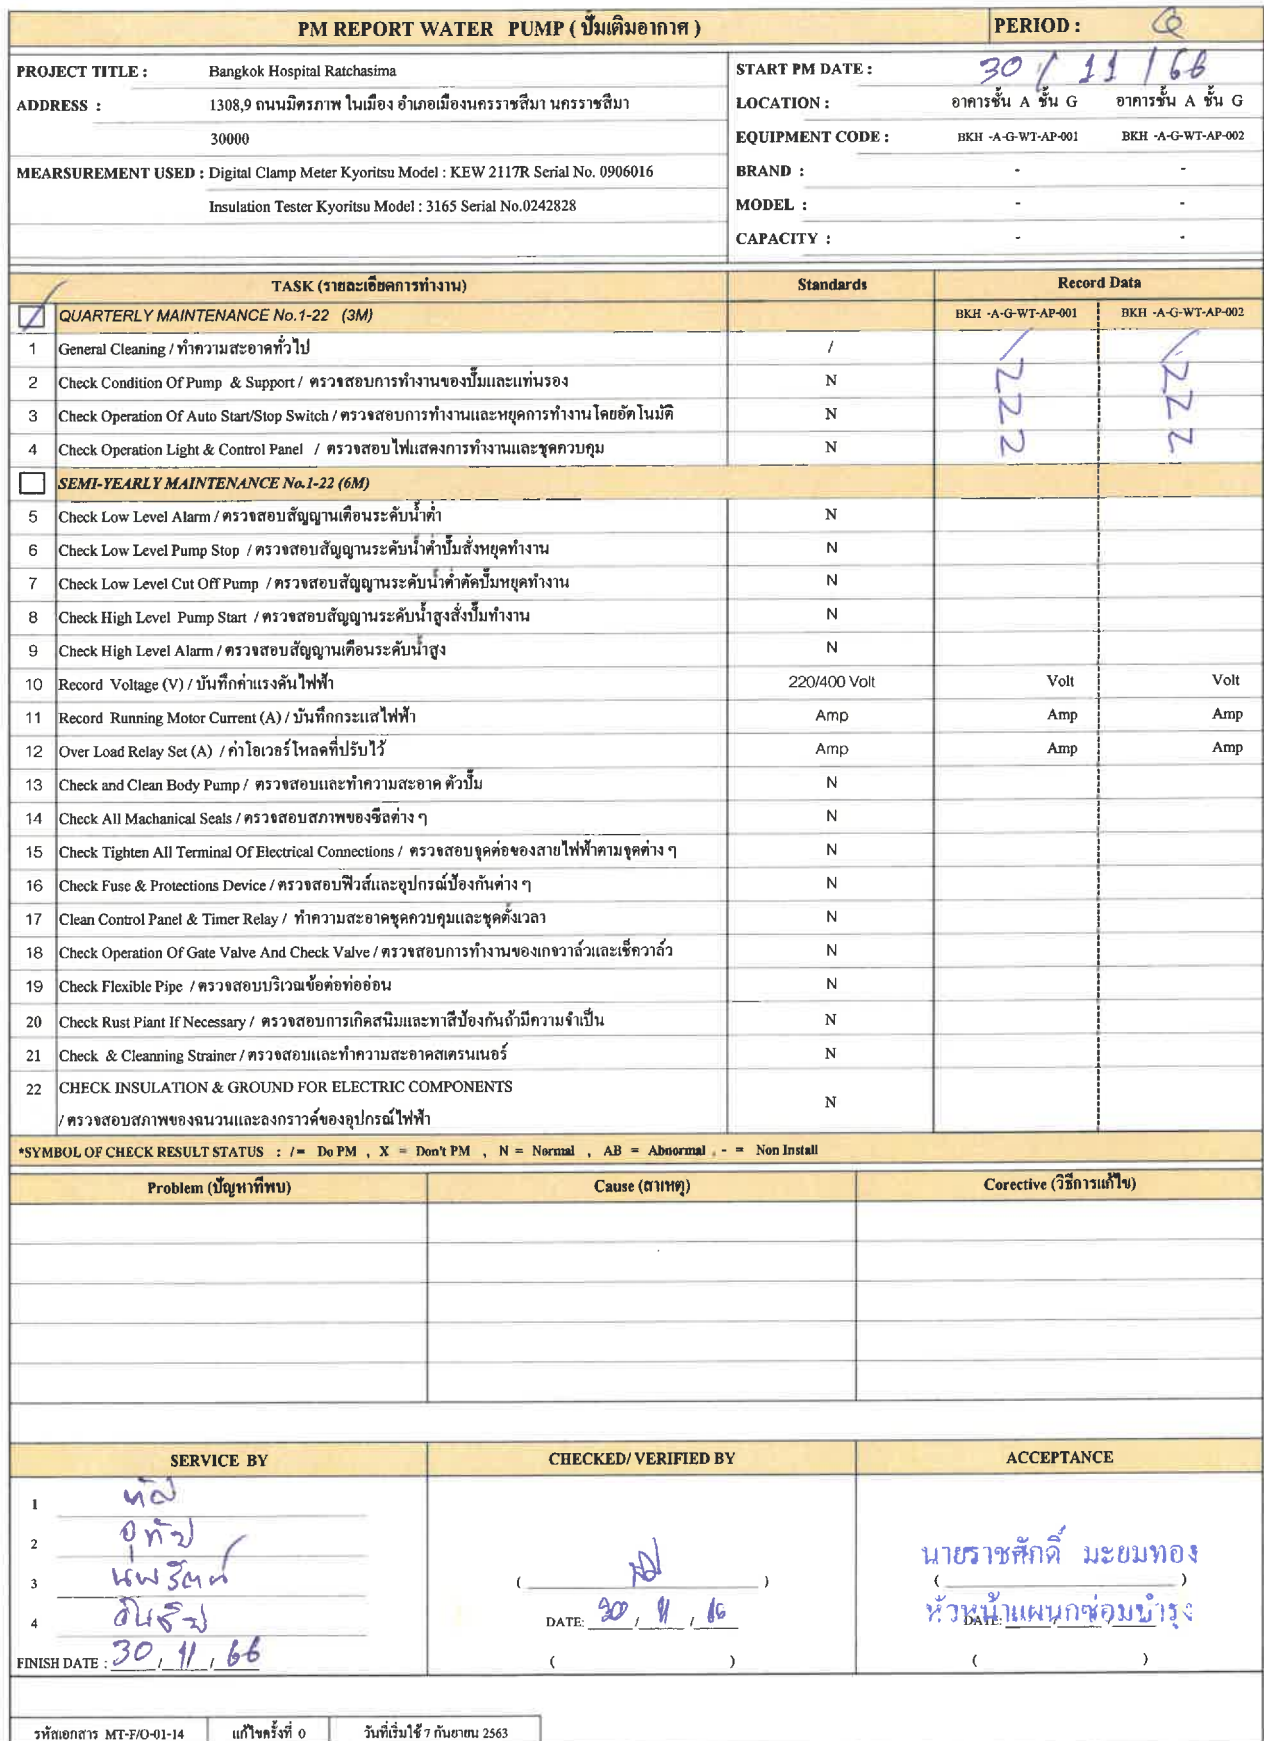 PM REPORT WATER PUMP ( ปั๊มเติมอากาศ )
PERIOD : Q
PROJECT TITLE : Bangkok Hospital Ratchasima
START PM DATE : 30 / 11 / 66
ADDRESS : 1308,9 ถนนมิตรภาพ ในเมือง อำเภอเมืองนครราชสีมา นครราชสีมา
LOCATION : อาคารชั้น A ชั้น G อาคารชั้น A ชั้น G
30000
EQUIPMENT CODE : BKH -A-G-WT-AP-001 BKH -A-G-WT-AP-002
MEARSUREMENT USED : Digital Clamp Meter Kyoritsu Model : KEW 2117R Serial No. 0906016
BRAND : - -
Insulation Tester Kyoritsu Model : 3165 Serial No.0242828
MODEL : - -
CAPACITY : - -
TASK (รายละเอียดการทำงาน) Standards Record Data
/ QUARTERLY MAINTENANCE No.1-22 (3M) BKH -A-G-WT-AP-001 BKH -A-G-WT-AP-002
1 General Cleaning / ทำความสะอาดทั่วไป / / /
2 Check Condition Of Pump & Support / ตรวจสอบการทำงานของปั๊มและแท่นรอง N N N
3 Check Operation Of Auto Start/Stop Switch / ตรวจสอบการทำงานและหยุดการทำงานโดยอัตโนมัติ N N N
4 Check Operation Light & Control Panel / ตรวจสอบไฟแสดงการทำงานและชุดควบคุม N N N
SEMI-YEARLY MAINTENANCE No.1-22 (6M)
5 Check Low Level Alarm / ตรวจสอบสัญญานเตือนระดับน้ำต่ำ N
6 Check Low Level Pump Stop / ตรวจสอบสัญญานระดับน้ำต่ำปั๊มสั่งหยุดทำงาน N
7 Check Low Level Cut Off Pump / ตรวจสอบสัญญานระดับน้ำต่ำตัดปั๊มหยุดทำงาน N
8 Check High Level Pump Start / ตรวจสอบสัญญานระดับน้ำสูงสั่งปั๊มทำงาน N
9 Check High Level Alarm / ตรวจสอบสัญญานเตือนระดับน้ำสูง N
10 Record Voltage (V) / บันทึกค่าแรงดันไฟฟ้า 220/400 Volt Volt Volt
11 Record Running Motor Current (A) / บันทึกกระแสไฟฟ้า Amp Amp Amp
12 Over Load Relay Set (A) / ค่าโอเวอร์โหลดที่ปรับไว้ Amp Amp Amp
13 Check and Clean Body Pump / ตรวจสอบและทำความสะอาด ตัวปั๊ม N
14 Check All Machanical Seals / ตรวจสอบสภาพของซีลต่าง ๆ N
15 Check Tighten All Terminal Of Electrical Connections / ตรวจสอบจุดต่อของสายไฟฟ้าตามจุดต่าง ๆ N
16 Check Fuse & Protections Device / ตรวจสอบฟิวส์และอุปกรณ์ป้องกันต่าง ๆ N
17 Clean Control Panel & Timer Relay / ทำความสะอาดชุดควบคุมและชุดตั้งเวลา N
18 Check Operation Of Gate Valve And Check Valve / ตรวจสอบการทำงานของเกจวาล์วและเช็ควาล์ว N
19 Check Flexible Pipe / ตรวจสอบบริเวณข้อต่อท่ออ่อน N
20 Check Rust Piant If Necessary / ตรวจสอบการเกิดสนิมและทาสีป้องกันถ้ามีความจำเป็น N
21 Check & Cleanning Strainer / ตรวจสอบและทำความสะอาดสเตรนเนอร์ N
22 CHECK INSULATION & GROUND FOR ELECTRIC COMPONENTS N
/ ตรวจสอบสภาพของฉนวนและลงกราวด์ของอุปกรณ์ไฟฟ้า
*SYMBOL OF CHECK RESULT STATUS : / = Do PM , X = Don't PM , N = Normal , AB = Abnormal , - = Non Install
Problem (ปัญหาที่พบ) Cause (สาเหตุ) Corective (วิธีการแก้ไข)
SERVICE BY CHECKED/ VERIFIED BY ACCEPTANCE
1
2
3 นพรัตน์
4
นายราชศักดิ์ มะยมทอง
( ) ( )
หัวหน้าแผนกซ่อมบำรุง
DATE: 30 / 11 / 66 DATE: / /
FINISH DATE : 30 / 11 / 66 ( ) ( )
รหัสเอกสาร MT-F/O-01-14 แก้ไขครั้งที่ 0 วันที่เริ่มใช้ 7 กันยายน 2563